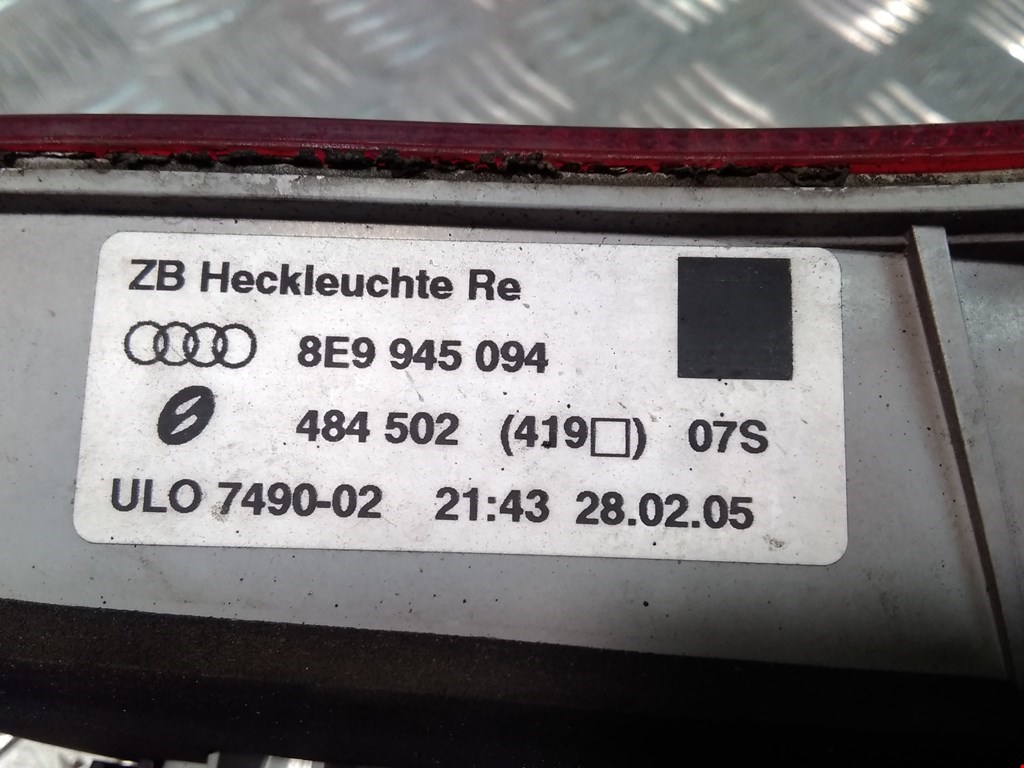 ZB Heckleuchte Re
8E9 945 094
484 502 (419□) 07S
ULO 7490-02 21:43 28.02.05